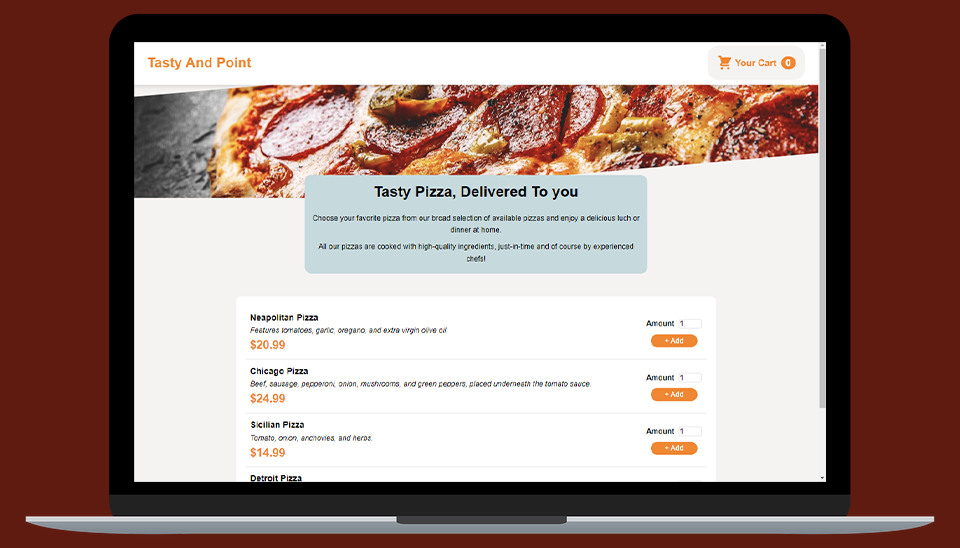 Tasty And Point
Your Cart 0
Tasty Pizza, Delivered To you
Choose your favorite pizza from our broad selection of available pizzas and enjoy a delicious luch or
dinner at home.
All our pizzas are cooked with high-quality ingredients, just-in-time and of course by experienced
chefs!
Neapolitan Pizza
Features tomatoes, garlic, oregano, and extra virgin olive oil
$20.99
Amount 1
+ Add
Chicago Pizza
Beef, sausage, pepperoni, onion, mushrooms, and green peppers, placed underneath the tomato sauce.
$24.99
Amount 1
+ Add
Sicilian Pizza
Tomato, onion, anchovies, and herbs.
$14.99
Amount 1
+ Add
Detroit Pizza